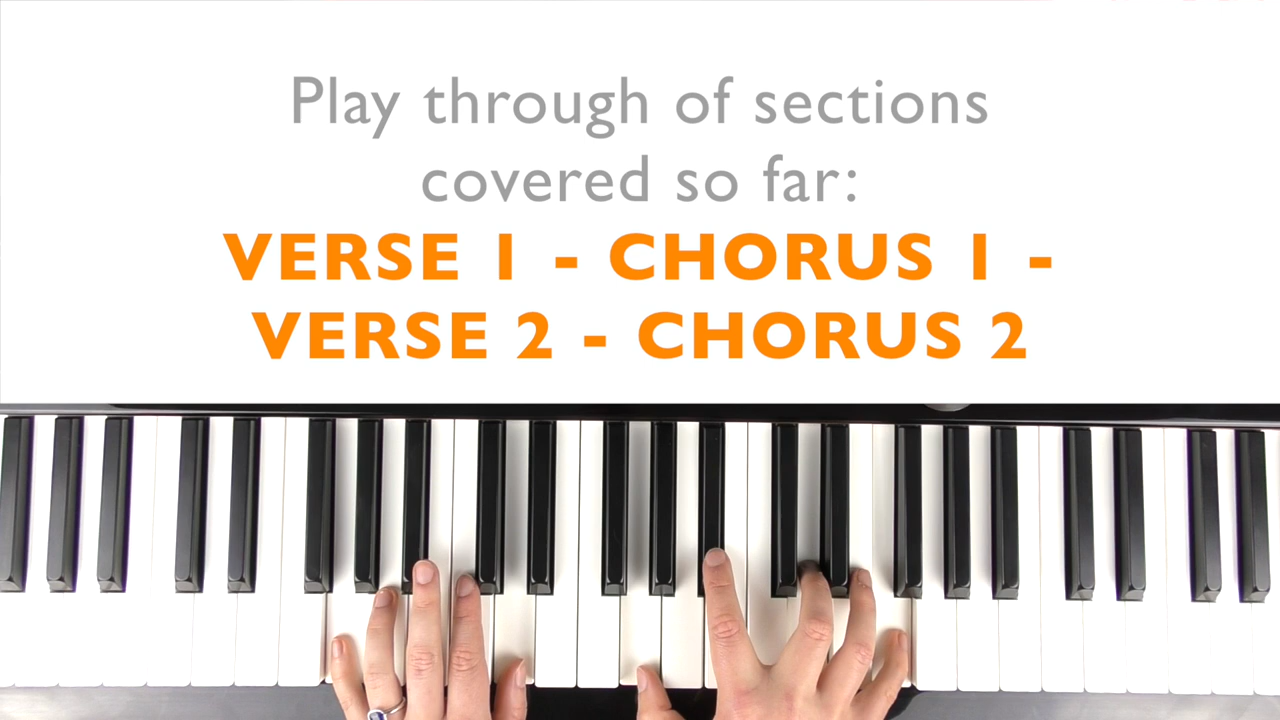 Play through of sections
covered so far:
VERSE 1 - CHORUS 1 -
VERSE 2 - CHORUS 2